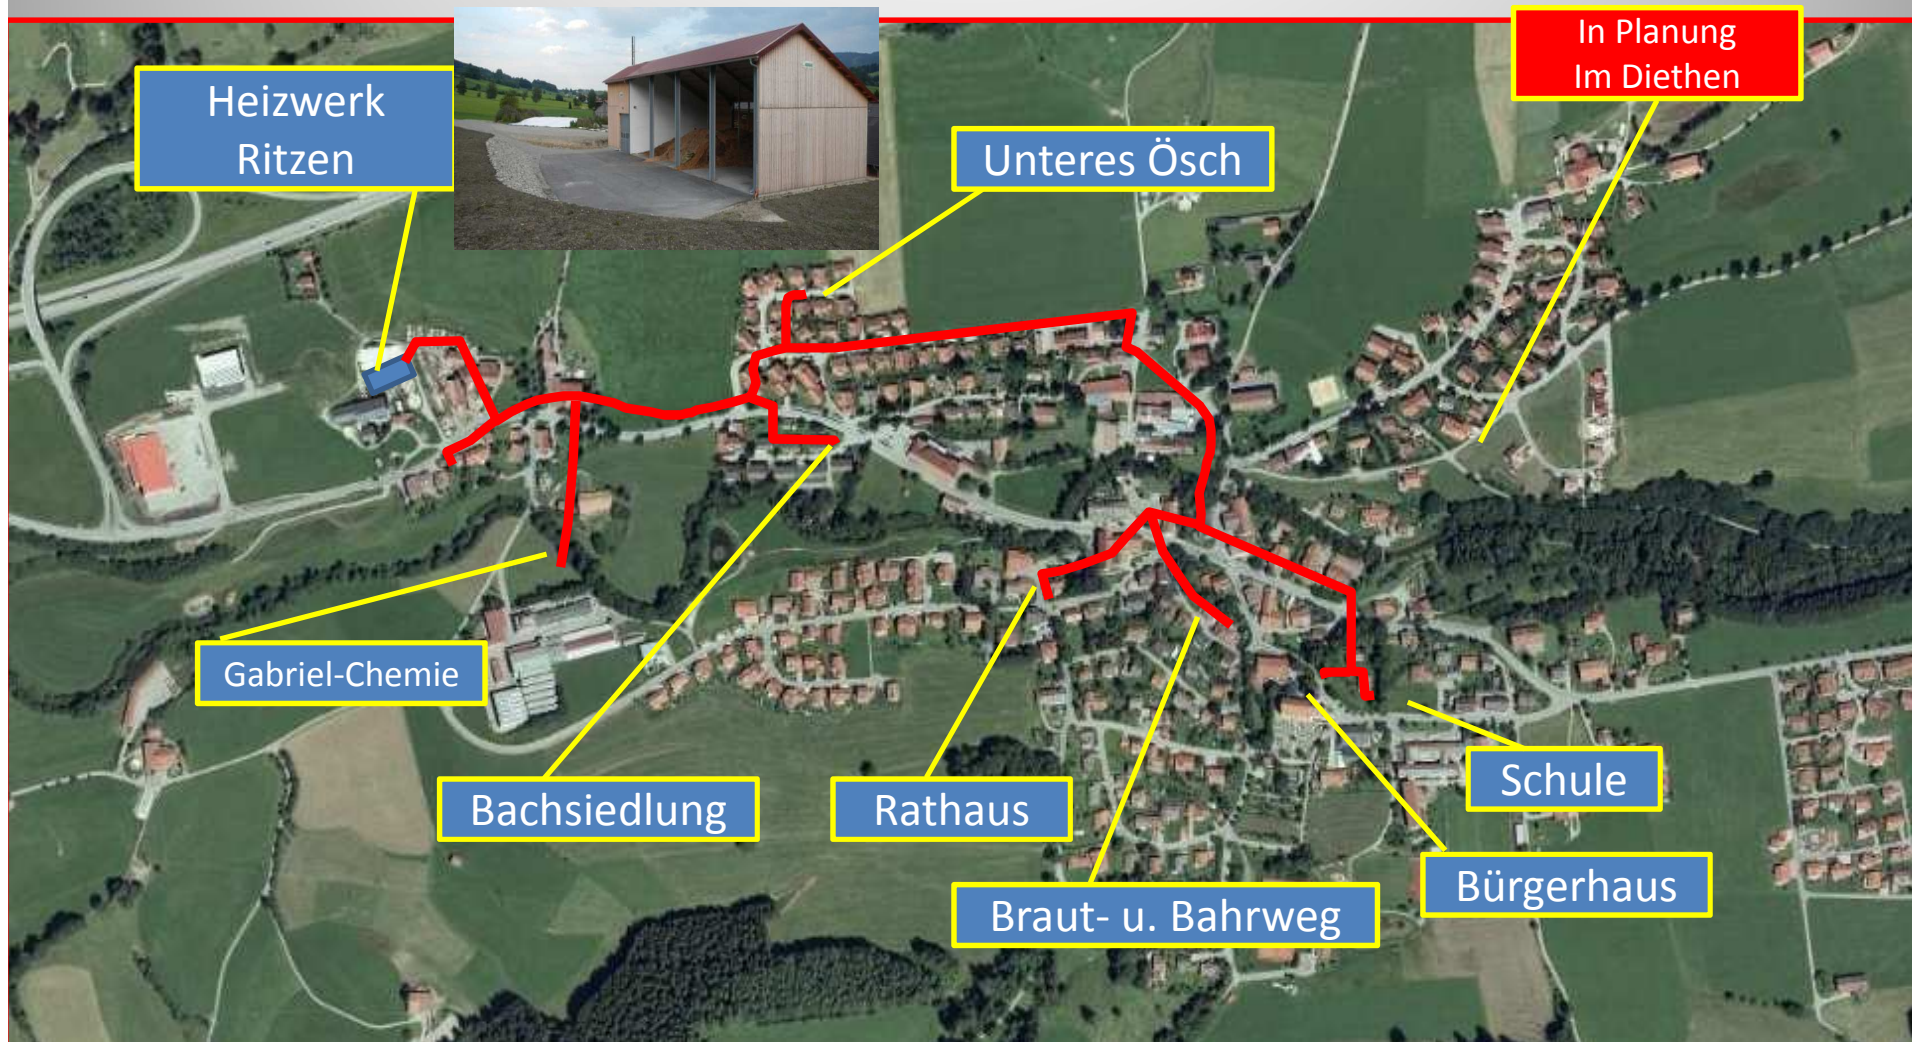 In Planung
Im Diethen
Heizwerk
Ritzen
Unteres Ösch
Gabriel-Chemie
Bachsiedlung
Rathaus
Schule
Bürgerhaus
Braut- u. Bahrweg